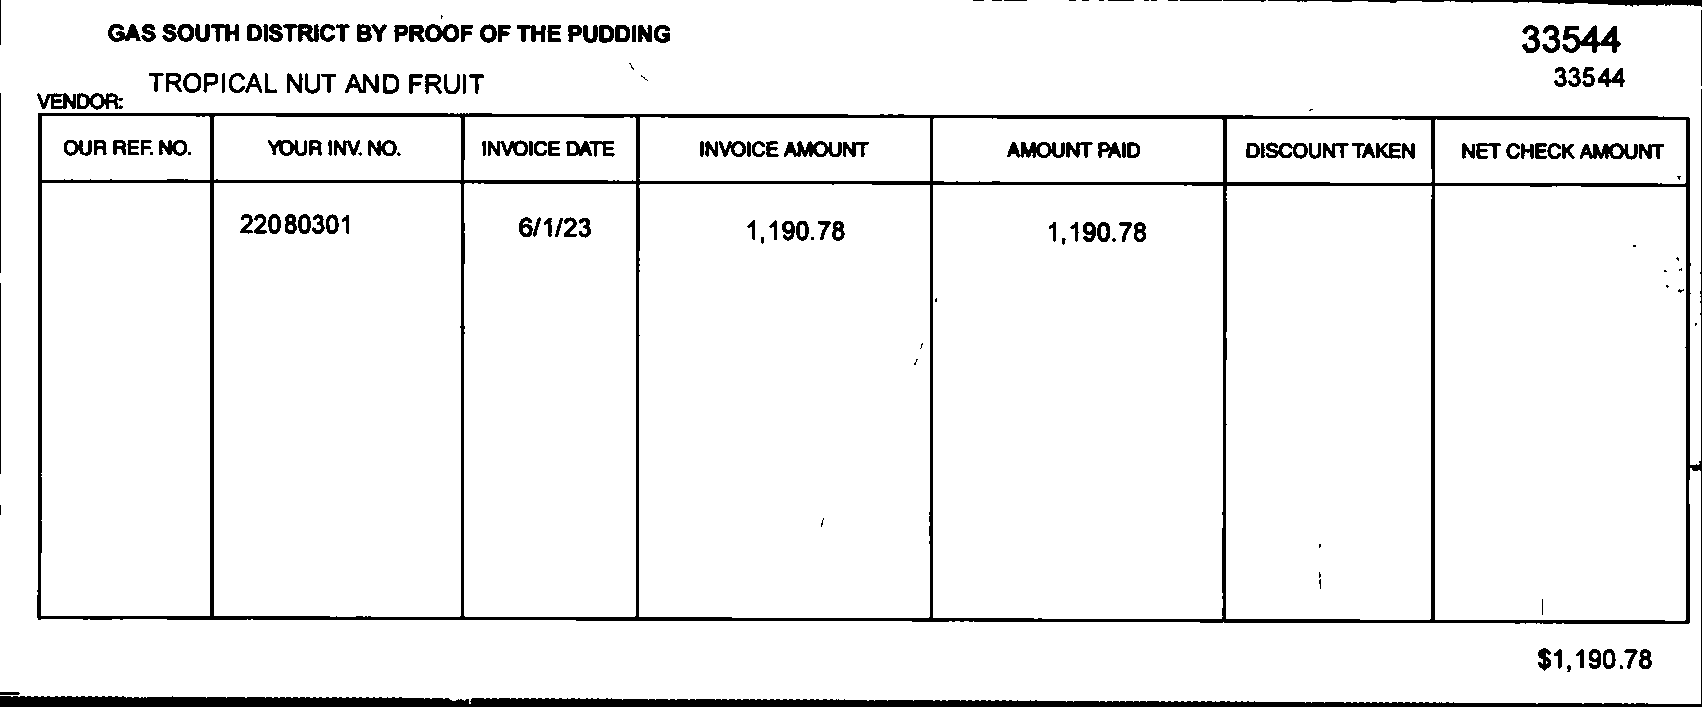 GAS SOUTH DISTRICT BY PROOF OF THE PUDDING
33544
TROPICAL NUT AND FRUIT
33544
VENDOR:
OUR REF. NO. YOUR INV. NO. INVOICE DATE INVOICE AMOUNT AMOUNT PAID DISCOUNT TAKEN NET CHECK AMOUNT
22080301 6/1/23 1,190.78 1,190.78
$1,190.78